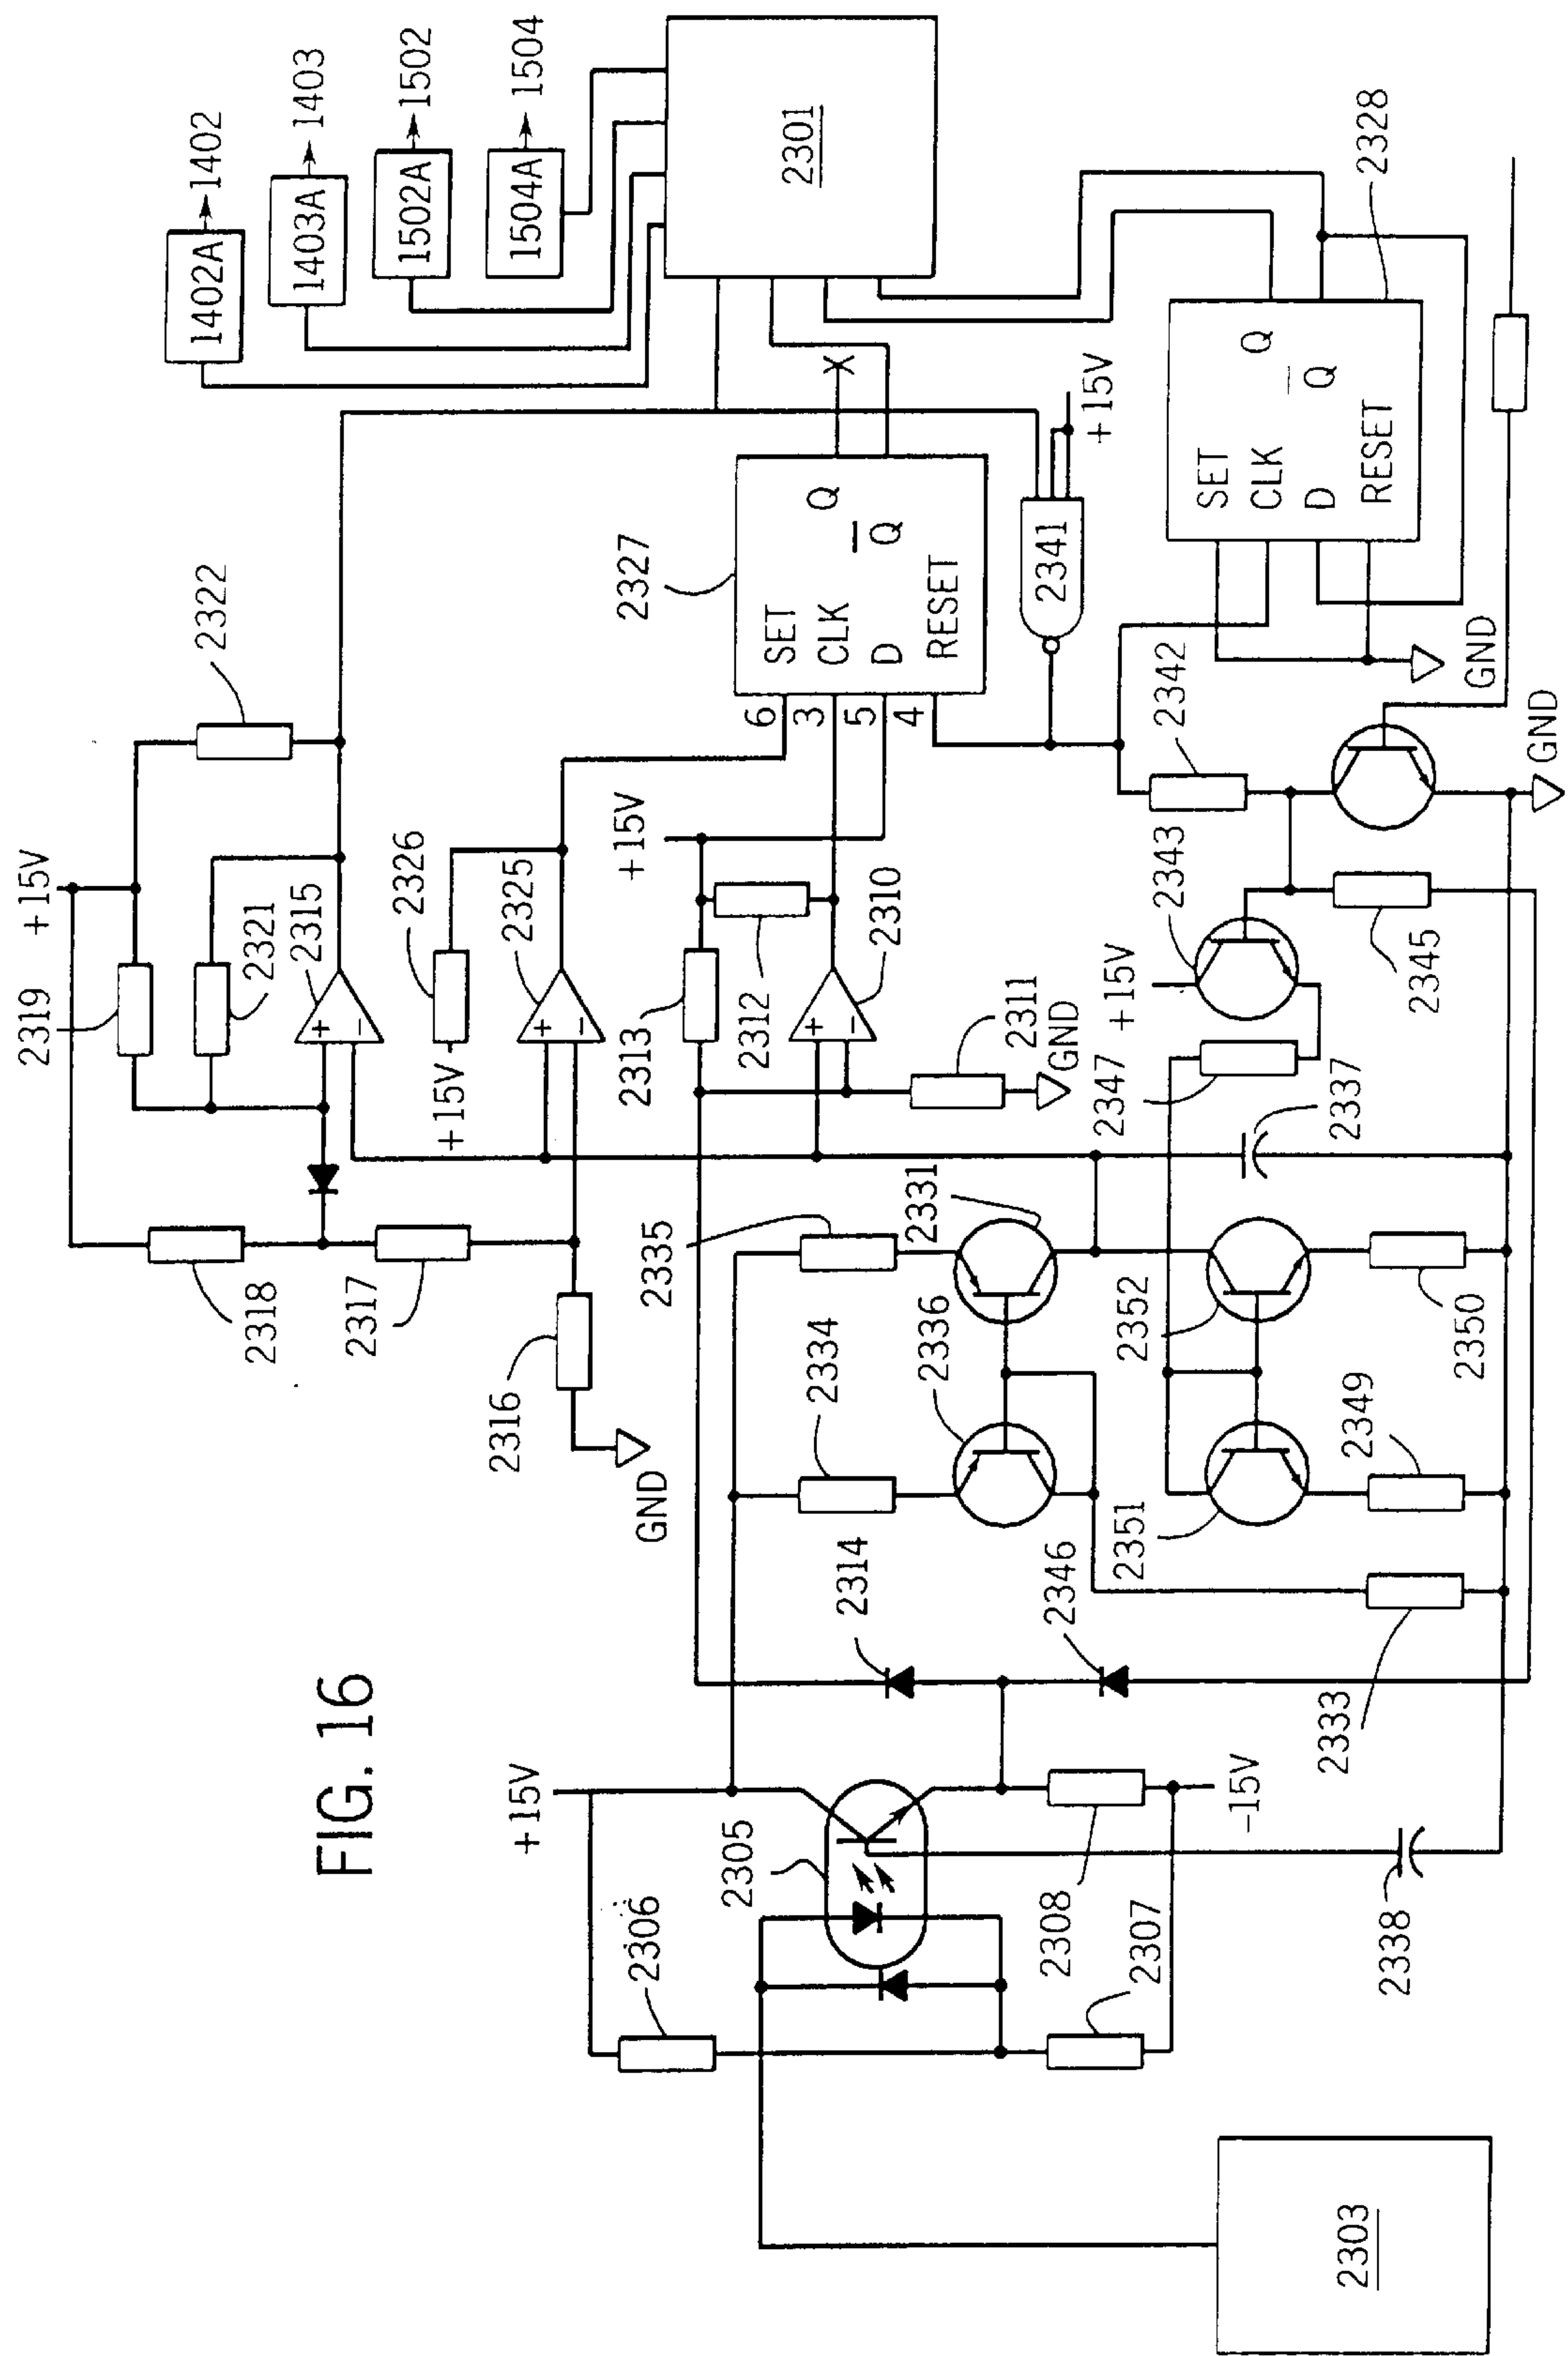 FIG. 16
2303
2306
+15V
2305
2308
2307
-15V
2338
2314
2346
2333
2334
2336
2335
2331
2351
2349
2352
2350
2316
GND
2317
2318
+15V
2319
2321
2315
+
-
2322
2326
+15V
2325
+
-
2313
+15V
2312
+
-
2310
2311
GND
2347
2337
+15V
2343
2345
2342
GND
2327
6
3
5
4
SET
CLK
D
RESET
Q
Q
X
2341
+15V
GND
SET
CLK
D
RESET
Q
Q
2328
2301
1402A
1402
1403A
1403
1502A
1502
1504A
1504